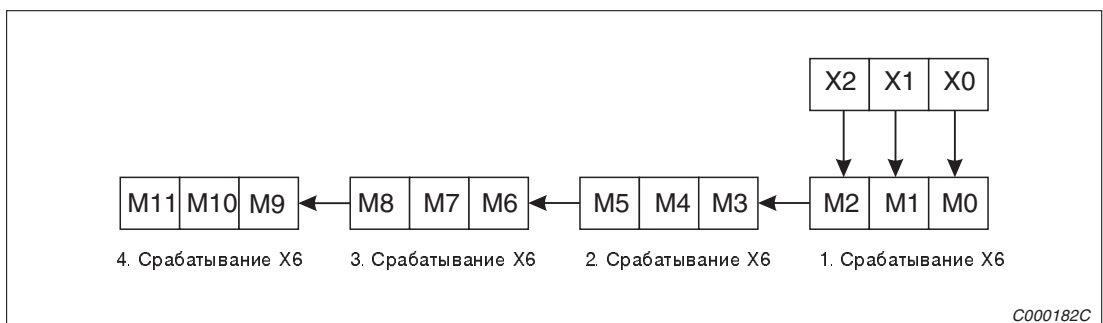 X2 X1 X0
M11 M10 M9 M8 M7 M6 M5 M4 M3 M2 M1 M0
4. Срабатывание X6 3. Срабатывание X6 2. Срабатывание X6 1. Срабатывание X6
C000182C